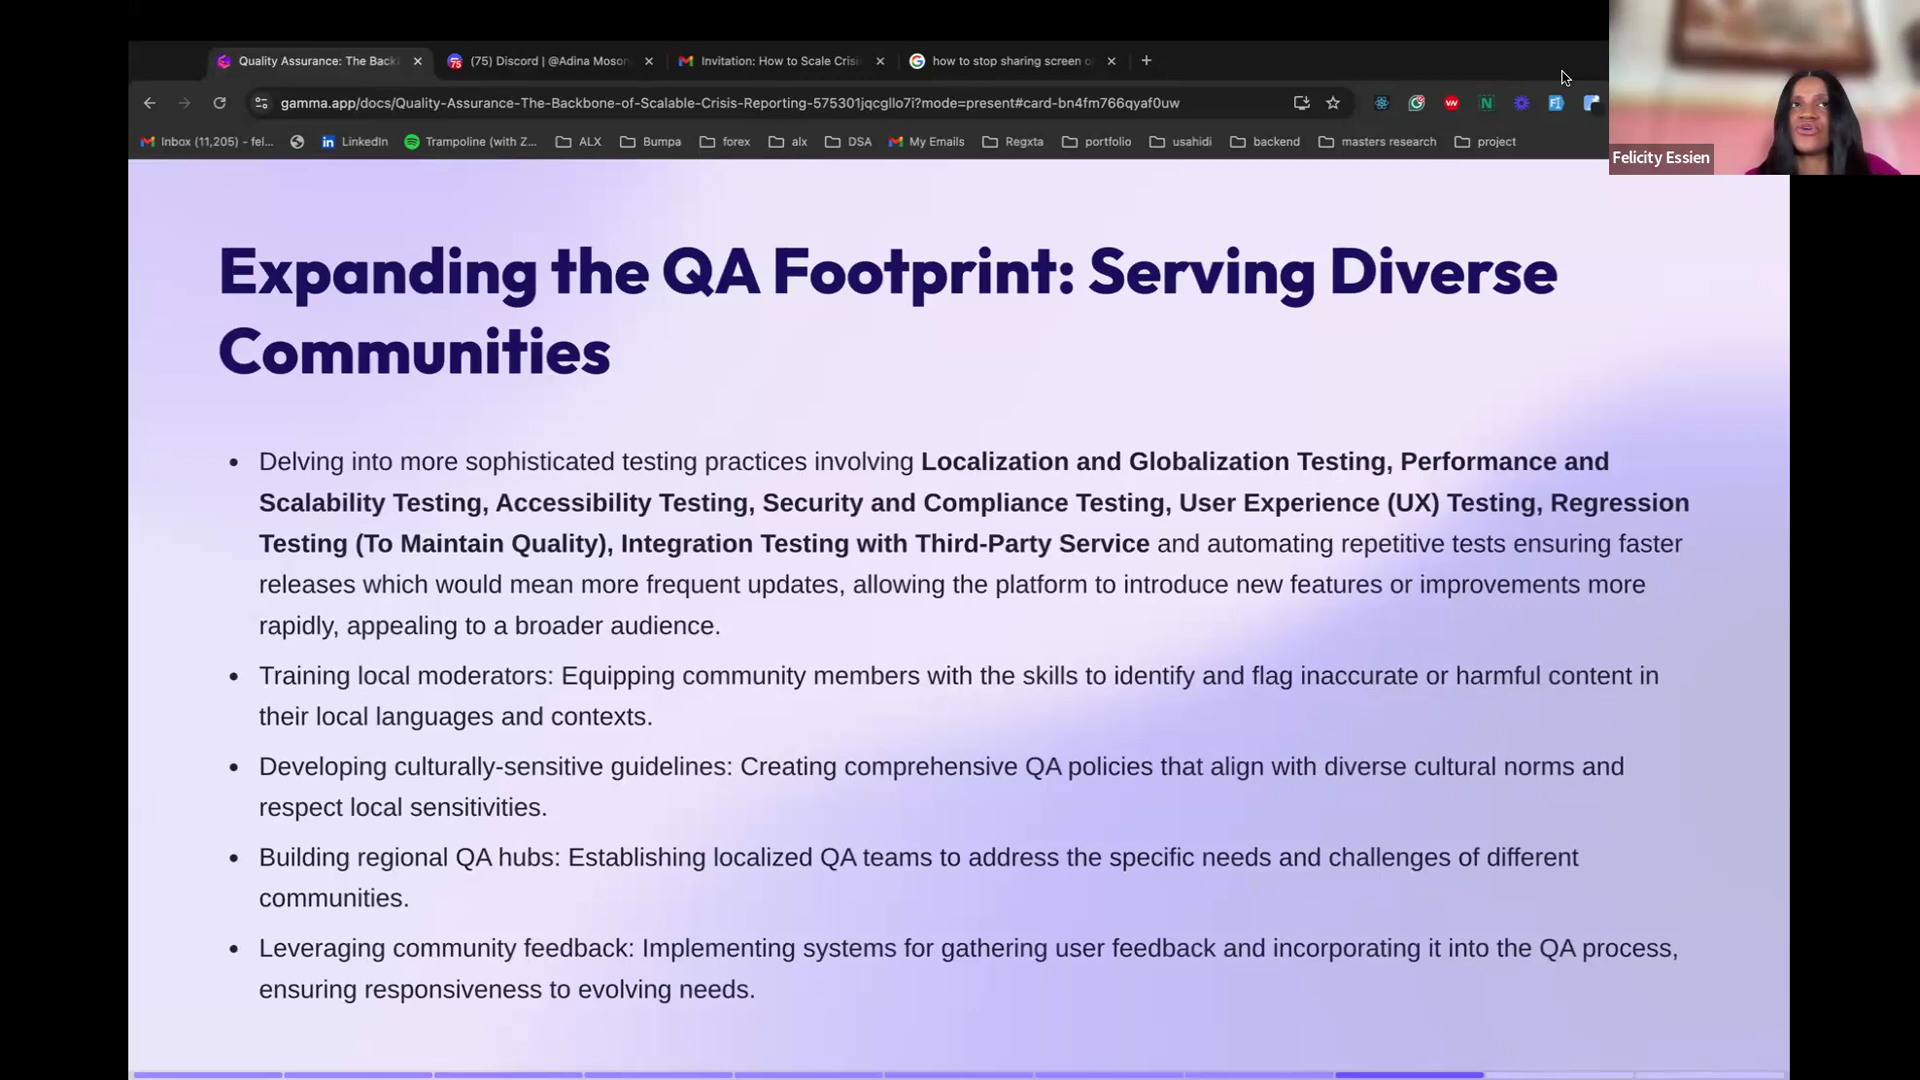 Quality Assurance: The Back
(75) Discord | @Adina Moson
Invitation: How to Scale Crisi
how to stop sharing screen o
gamma.app/docs/Quality-Assurance-The-Backbone-of-Scalable-Crisis-Reporting-575301jqcgllo7i?mode=present#card-bn4fm766qyaf0uw
Inbox (11,205) - fel...
LinkedIn
Trampoline (with Z...
ALX
Bumpa
forex
alx
DSA
My Emails
Regxta
portfolio
usahidi
backend
masters research
project
Felicity Essien
Expanding the QA Footprint: Serving Diverse
Communities
• Delving into more sophisticated testing practices involving Localization and Globalization Testing, Performance and
Scalability Testing, Accessibility Testing, Security and Compliance Testing, User Experience (UX) Testing, Regression
Testing (To Maintain Quality), Integration Testing with Third-Party Service and automating repetitive tests ensuring faster
releases which would mean more frequent updates, allowing the platform to introduce new features or improvements more
rapidly, appealing to a broader audience.
• Training local moderators: Equipping community members with the skills to identify and flag inaccurate or harmful content in
their local languages and contexts.
• Developing culturally-sensitive guidelines: Creating comprehensive QA policies that align with diverse cultural norms and
respect local sensitivities.
• Building regional QA hubs: Establishing localized QA teams to address the specific needs and challenges of different
communities.
• Leveraging community feedback: Implementing systems for gathering user feedback and incorporating it into the QA process,
ensuring responsiveness to evolving needs.